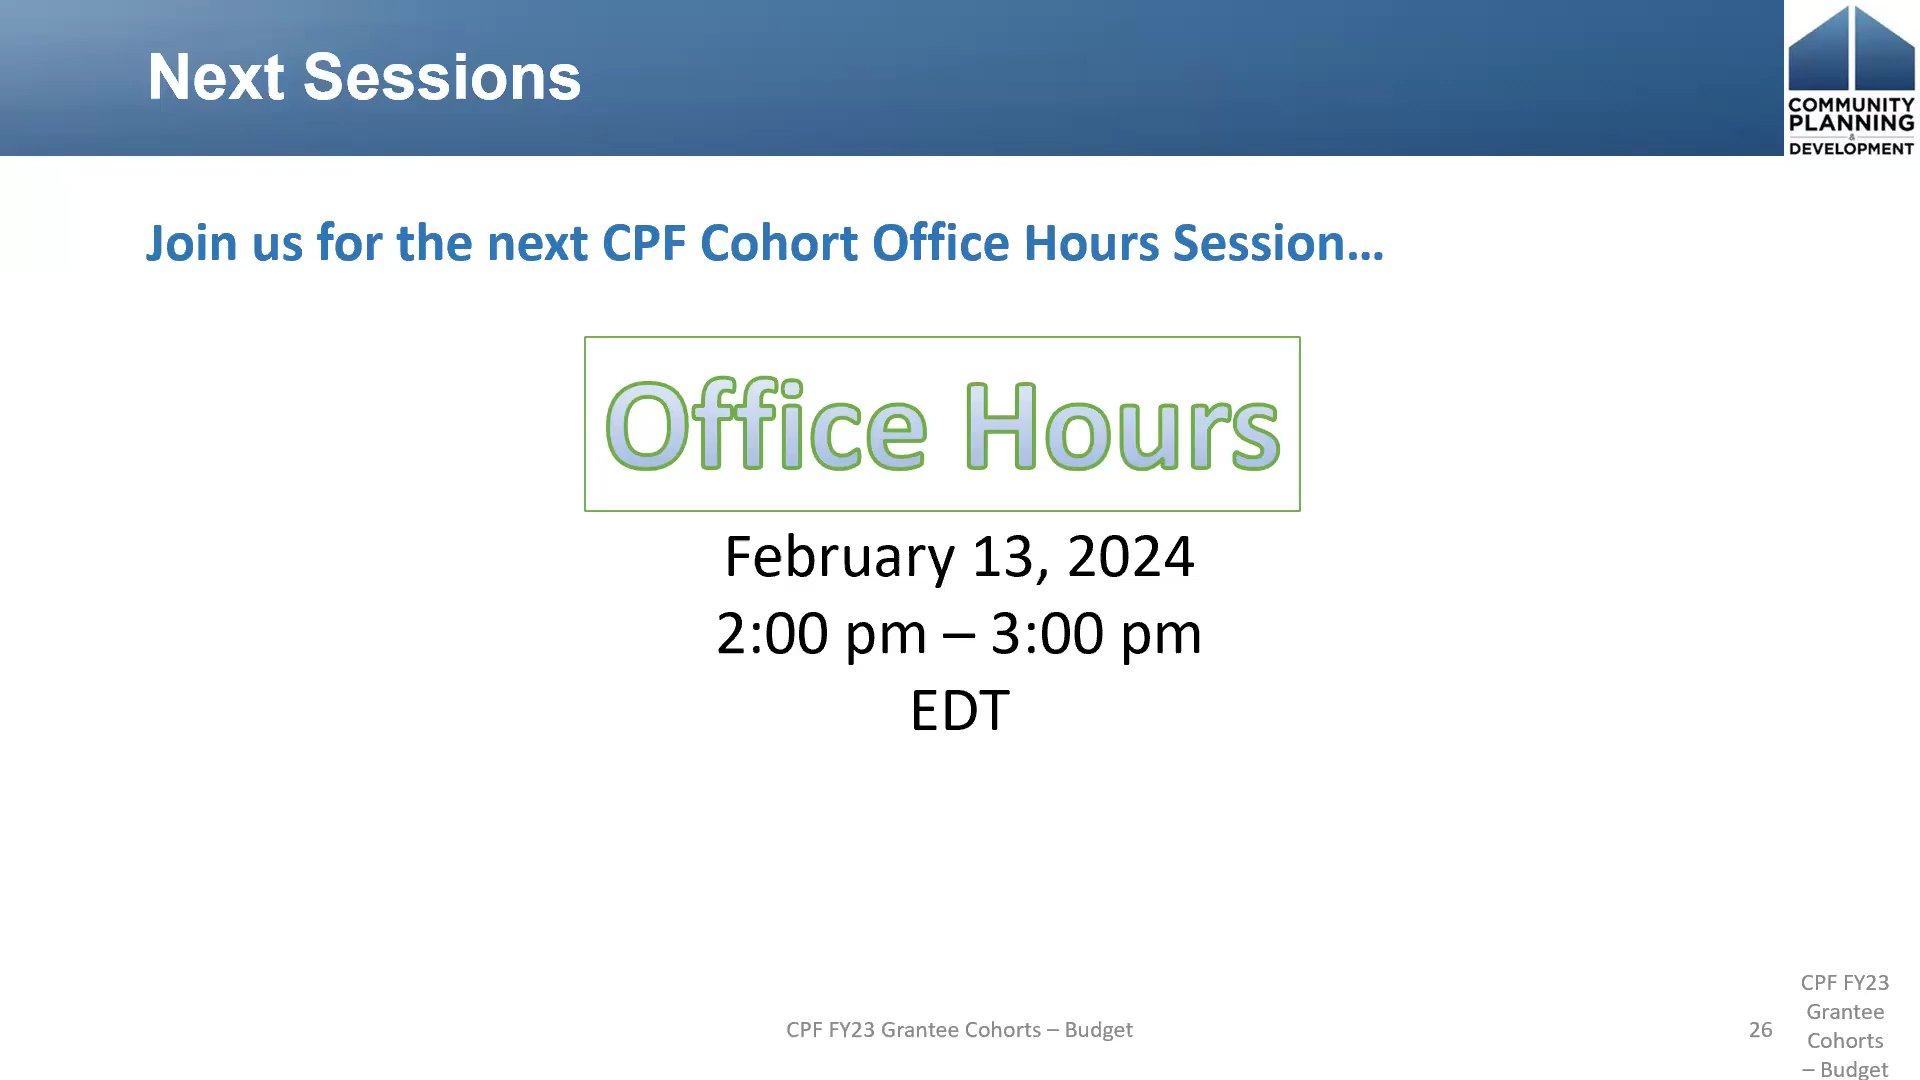 Next Sessions
COMMUNITY
PLANNING
&
DEVELOPMENT
Join us for the next CPF Cohort Office Hours Session…
Office Hours
February 13, 2024
2:00 pm – 3:00 pm
EDT
CPF FY23 Grantee Cohorts – Budget
26
CPF FY23
Grantee
Cohorts
– Budget